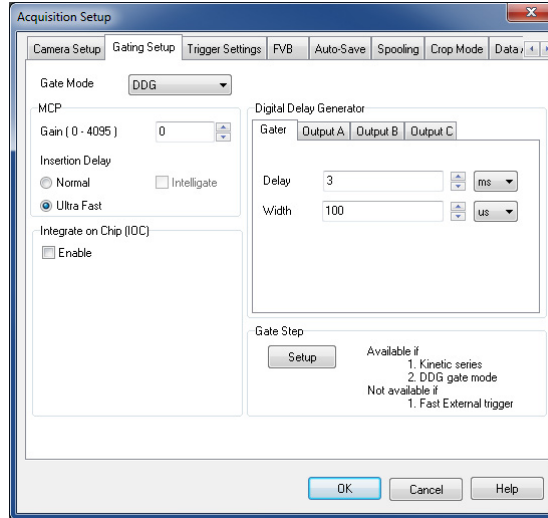 Acquisition Setup
Camera Setup Gating Setup Trigger Settings FVB Auto-Save Spooling Crop Mode Data
Gate Mode DDG
MCP
Gain ( 0 - 4095 ) 0
Insertion Delay
Normal Intelligate
Ultra Fast
Integrate on Chip (IOC)
Enable
Digital Delay Generator
Gater Output A Output B Output C
Delay 3 ms
Width 100 us
Gate Step
Setup
Available if
1. Kinetic series
2. DDG gate mode
Not available if
1. Fast External trigger
OK Cancel Help